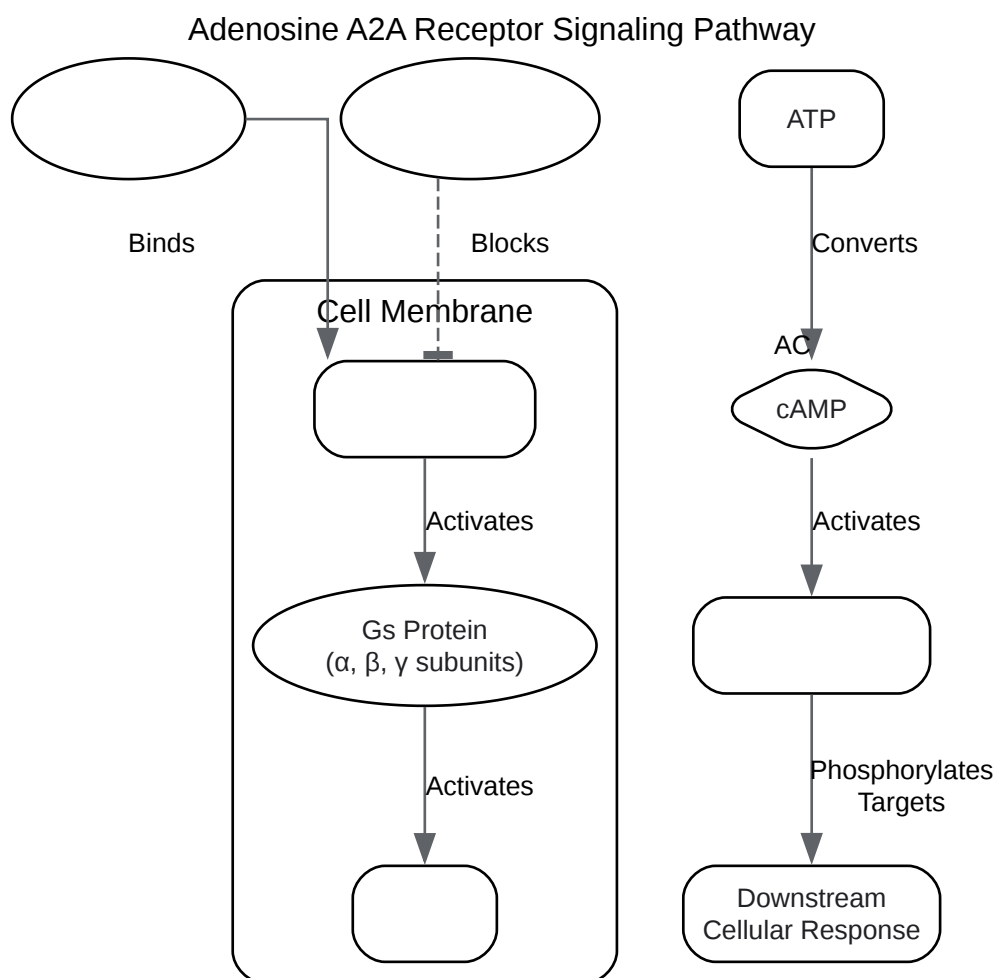 Adenosine A2A Receptor Signaling Pathway
ATP
Binds
Blocks
Converts
Cell Membrane
AC
cAMP
Activates
Activates
Gs Protein
(α, β, γ subunits)
Activates
Phosphorylates
Targets
Downstream
Cellular Response